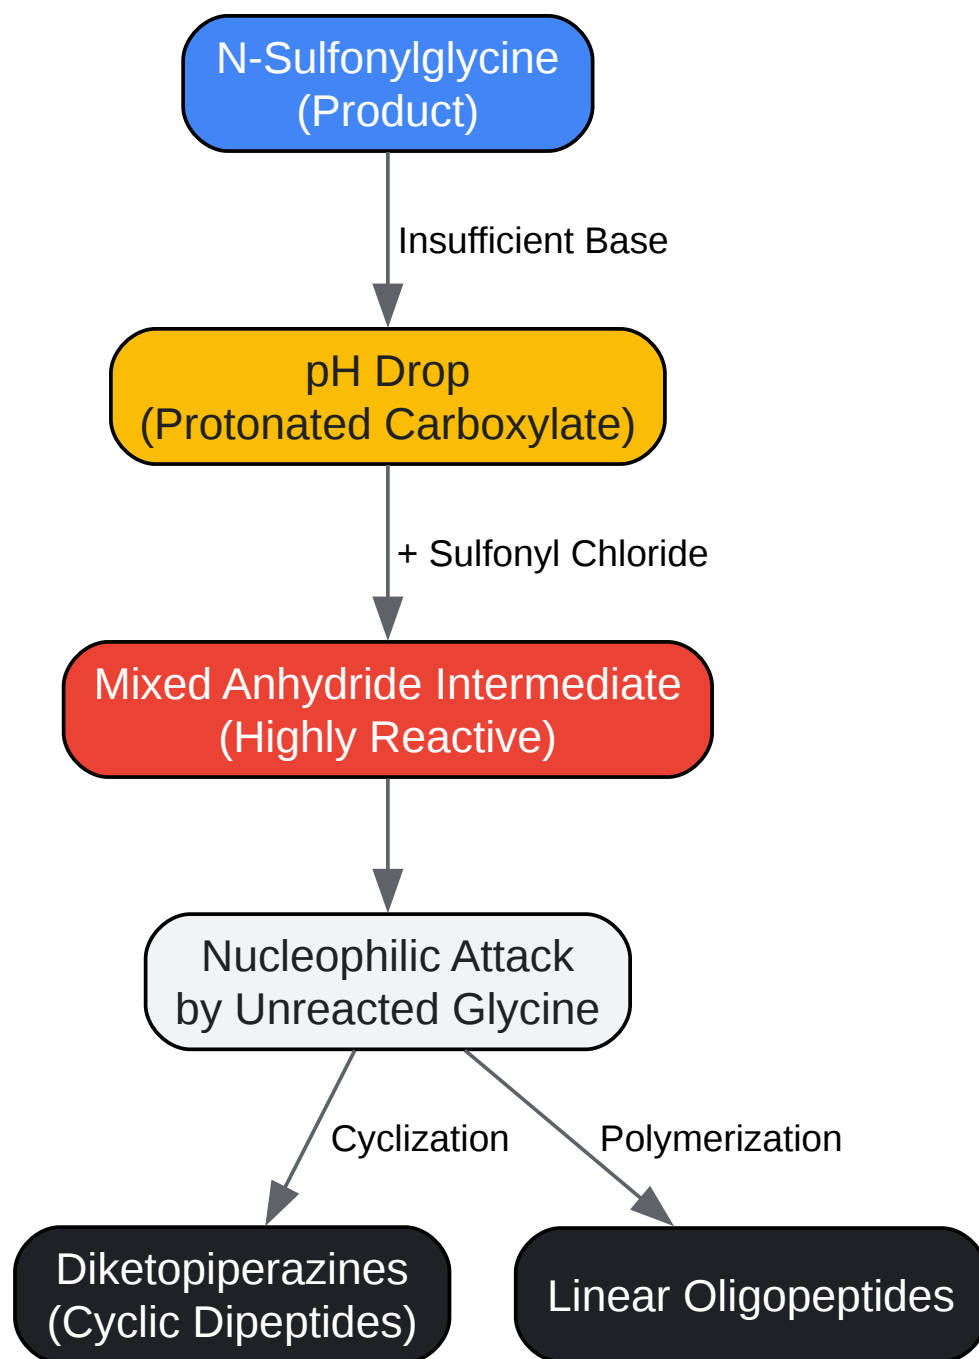 N-Sulfonylglycine
(Product)
Insufficient Base
pH Drop
(Protonated Carboxylate)
+ Sulfonyl Chloride
Mixed Anhydride Intermediate
(Highly Reactive)
Nucleophilic Attack
by Unreacted Glycine
Cyclization
Polymerization
Diketopiperazines
(Cyclic Dipeptides)
Linear Oligopeptides